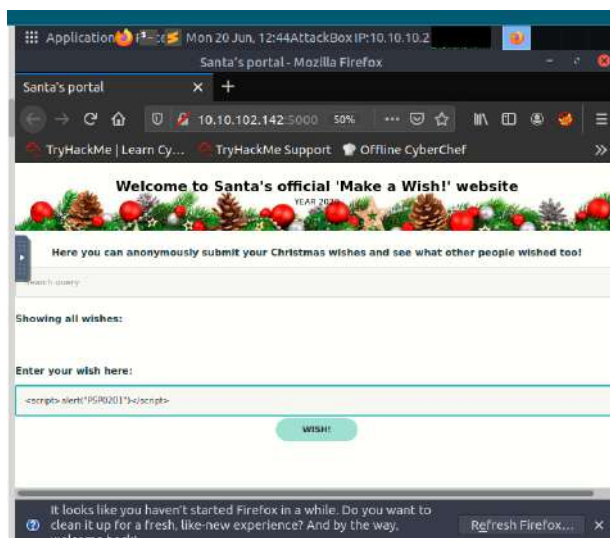 Application
Mon 20 Jun, 12:44 AttackBox IP:10.10.10.2
Santa's portal - Mozilla Firefox
Santa's portal × +
10.10.102.142:5000 50%
TryHackMe | Learn Cy... TryHackMe Support Offline CyberChef »
Welcome to Santa's official 'Make a Wish!' website
YEAR
Here you can anonymously submit your Christmas wishes and see what other people wished too!
Search query
Showing all wishes:
Enter your wish here:
<script> alert("PSP0201")</script>
WISH!
It looks like you haven't started Firefox in a while. Do you want to
clean it up for a fresh, like-new experience? And by the way,
Refresh Firefox... ×
welcome back!